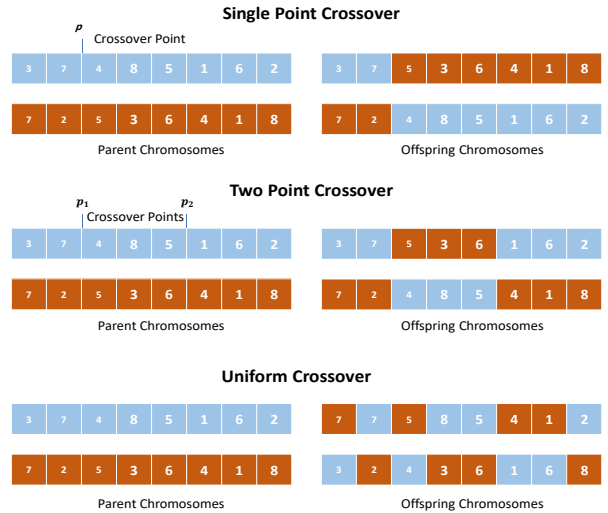 Single Point Crossover
p
Crossover Point
3 7 4 8 5 1 6 2
3 7 5 3 6 4 1 8
7 2 5 3 6 4 1 8
7 2 4 8 5 1 6 2
Parent Chromosomes
Offspring Chromosomes
Two Point Crossover
p₁ p₂
Crossover Points
3 7 4 8 5 1 6 2
3 7 5 3 6 1 6 2
7 2 5 3 6 4 1 8
7 2 4 8 5 4 1 8
Parent Chromosomes
Offspring Chromosomes
Uniform Crossover
3 7 4 8 5 1 6 2
7 7 5 8 5 4 1 2
7 2 5 3 6 4 1 8
3 2 4 3 6 1 6 8
Parent Chromosomes
Offspring Chromosomes